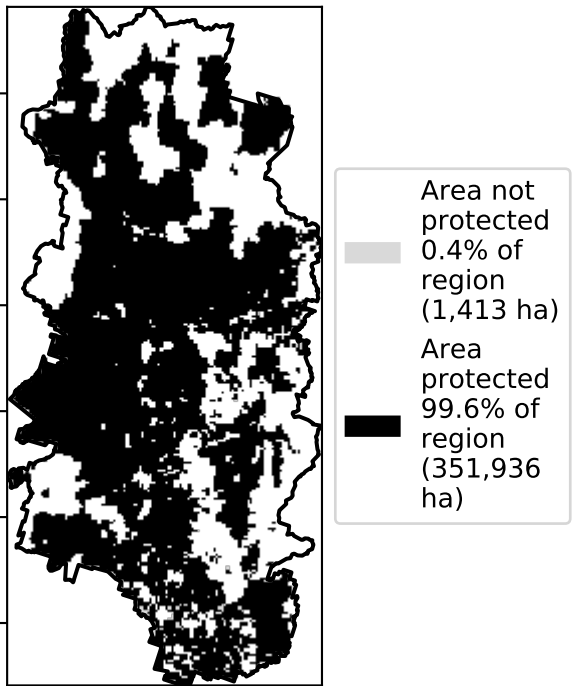 Area not
protected
0.4% of
region
(1,413 ha)
Area
protected
99.6% of
region
(351,936
ha)